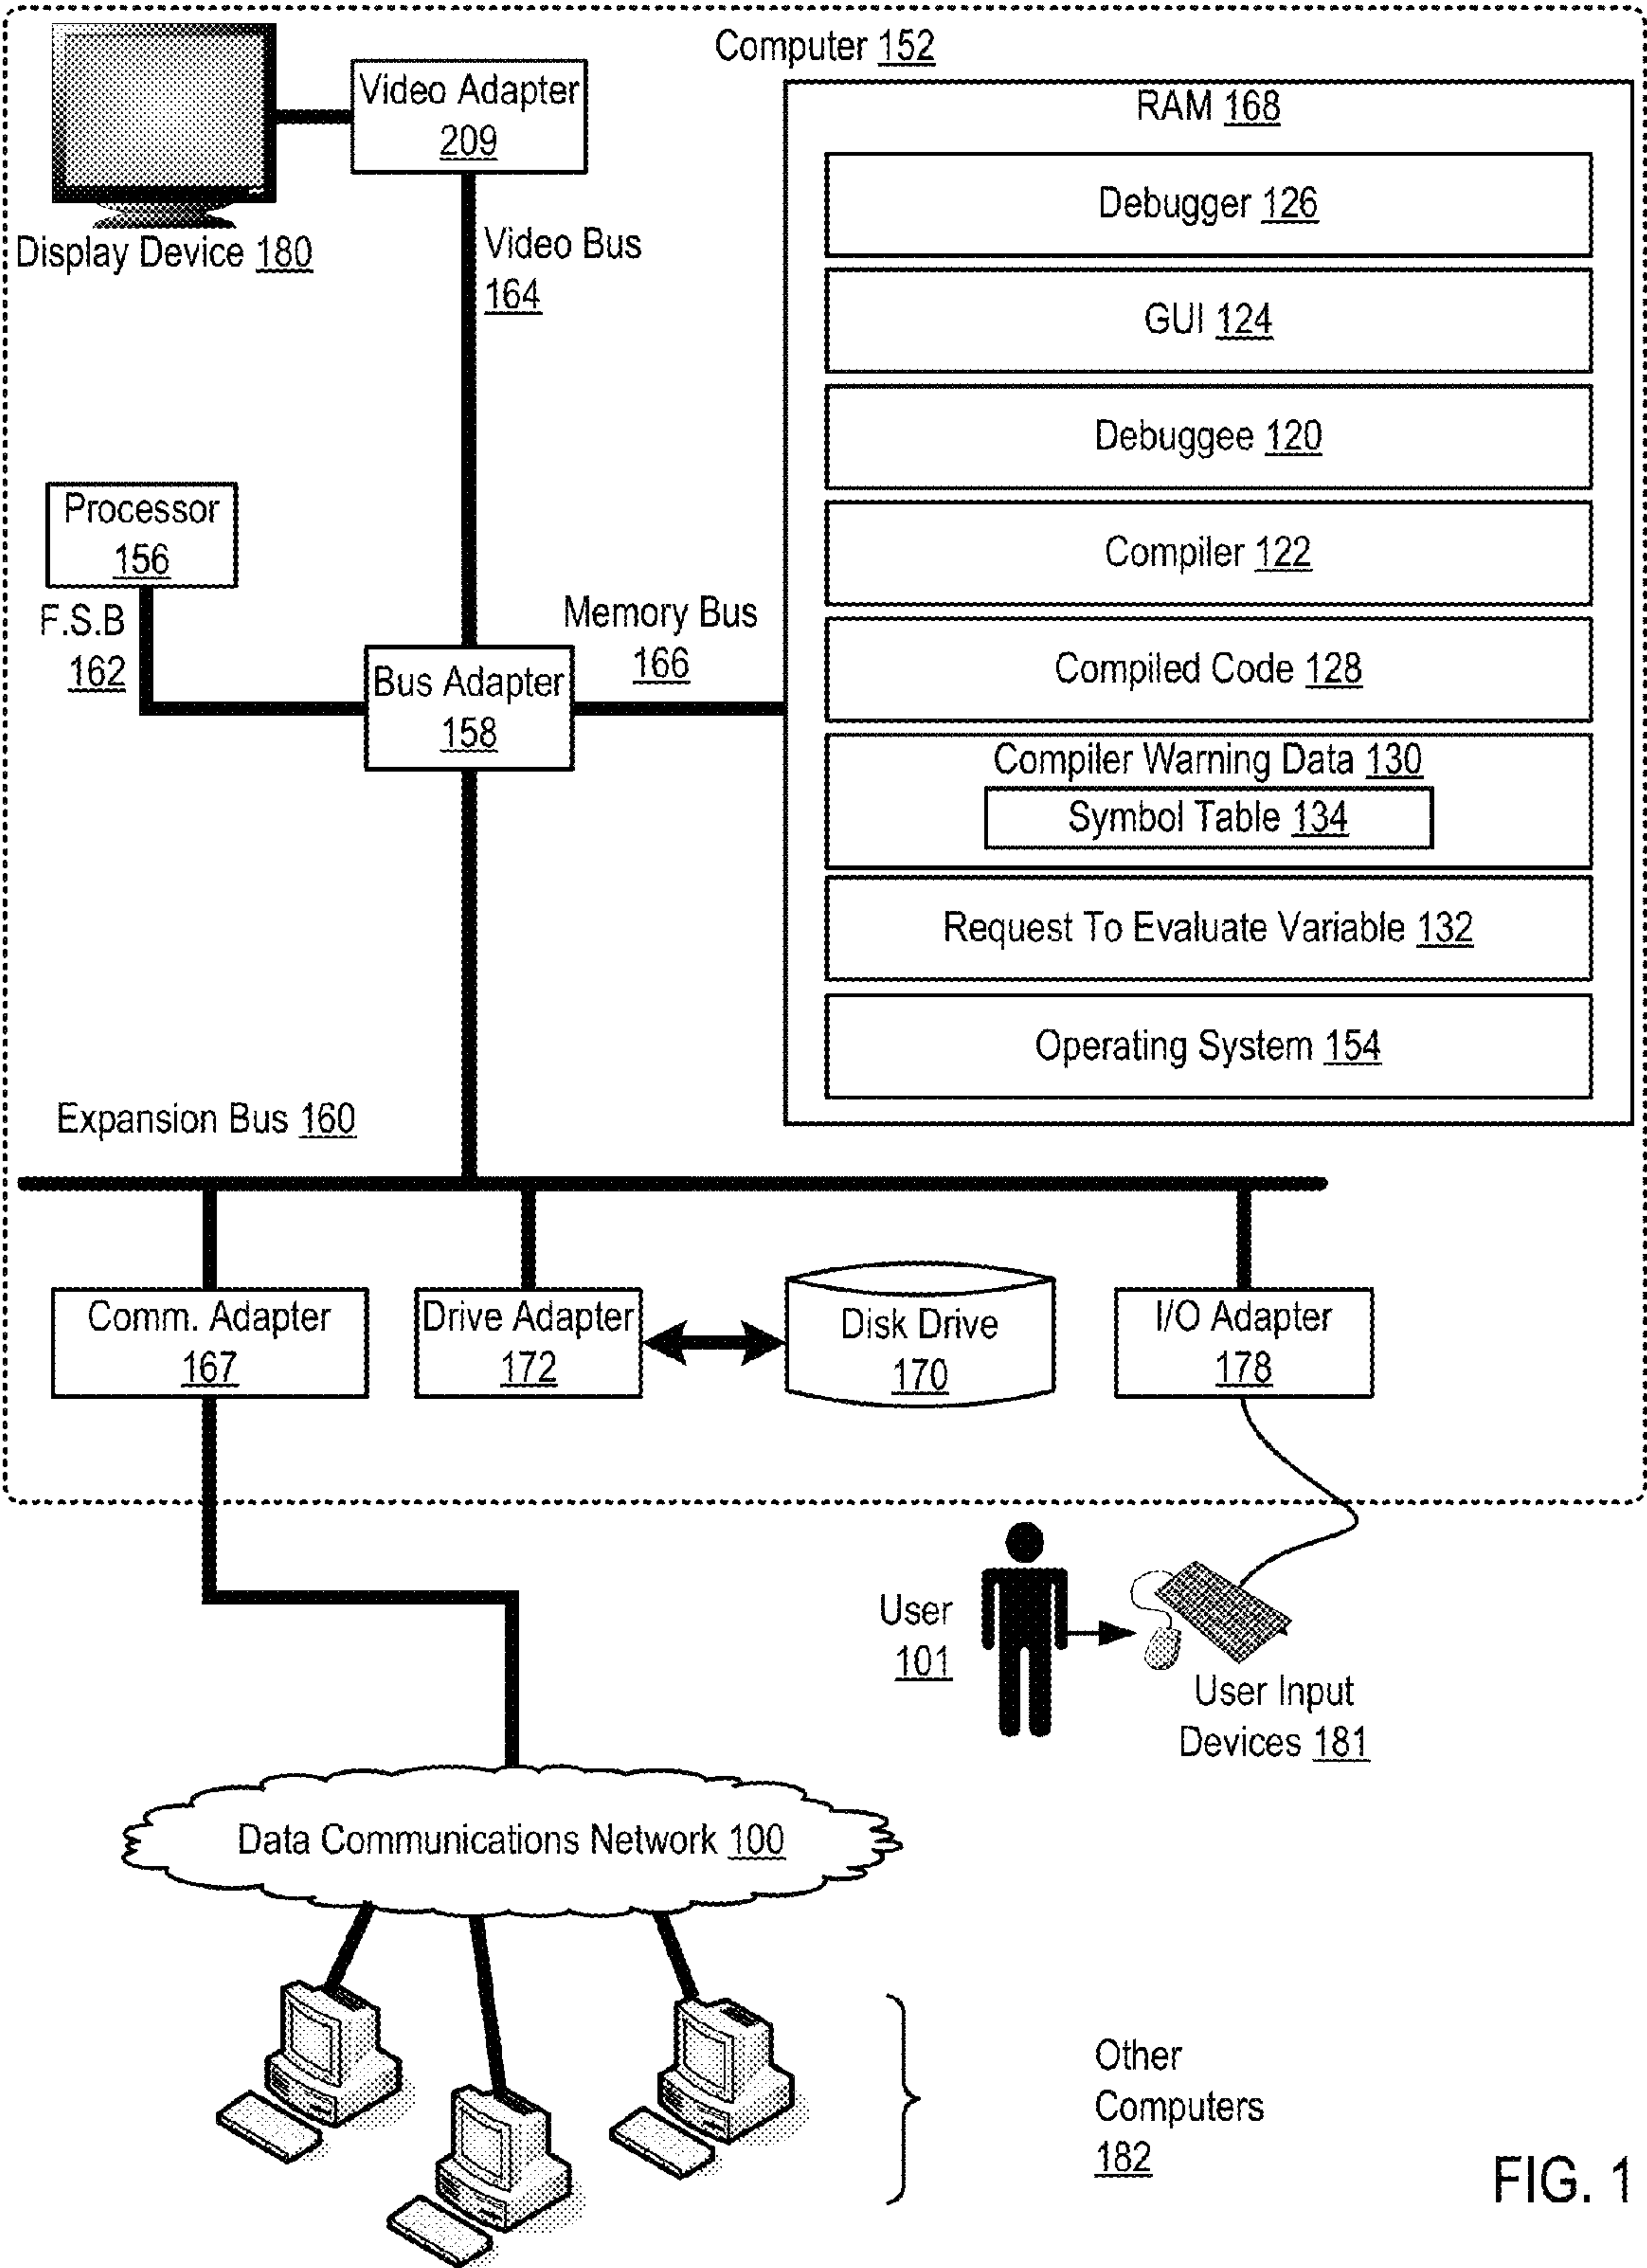 Computer 152
Video Adapter
209
Display Device 180
Video Bus
164
RAM 168
Debugger 126
GUI 124
Debuggee 120
Compiler 122
Compiled Code 128
Compiler Warning Data 130
Symbol Table 134
Request To Evaluate Variable 132
Operating System 154
Processor
156
F.S.B
162
Bus Adapter
158
Memory Bus
166
Expansion Bus 160
Comm. Adapter
167
Drive Adapter
172
Disk Drive
170
I/O Adapter
178
User
101
User Input
Devices 181
Data Communications Network 100
Other
Computers
182
FIG. 1